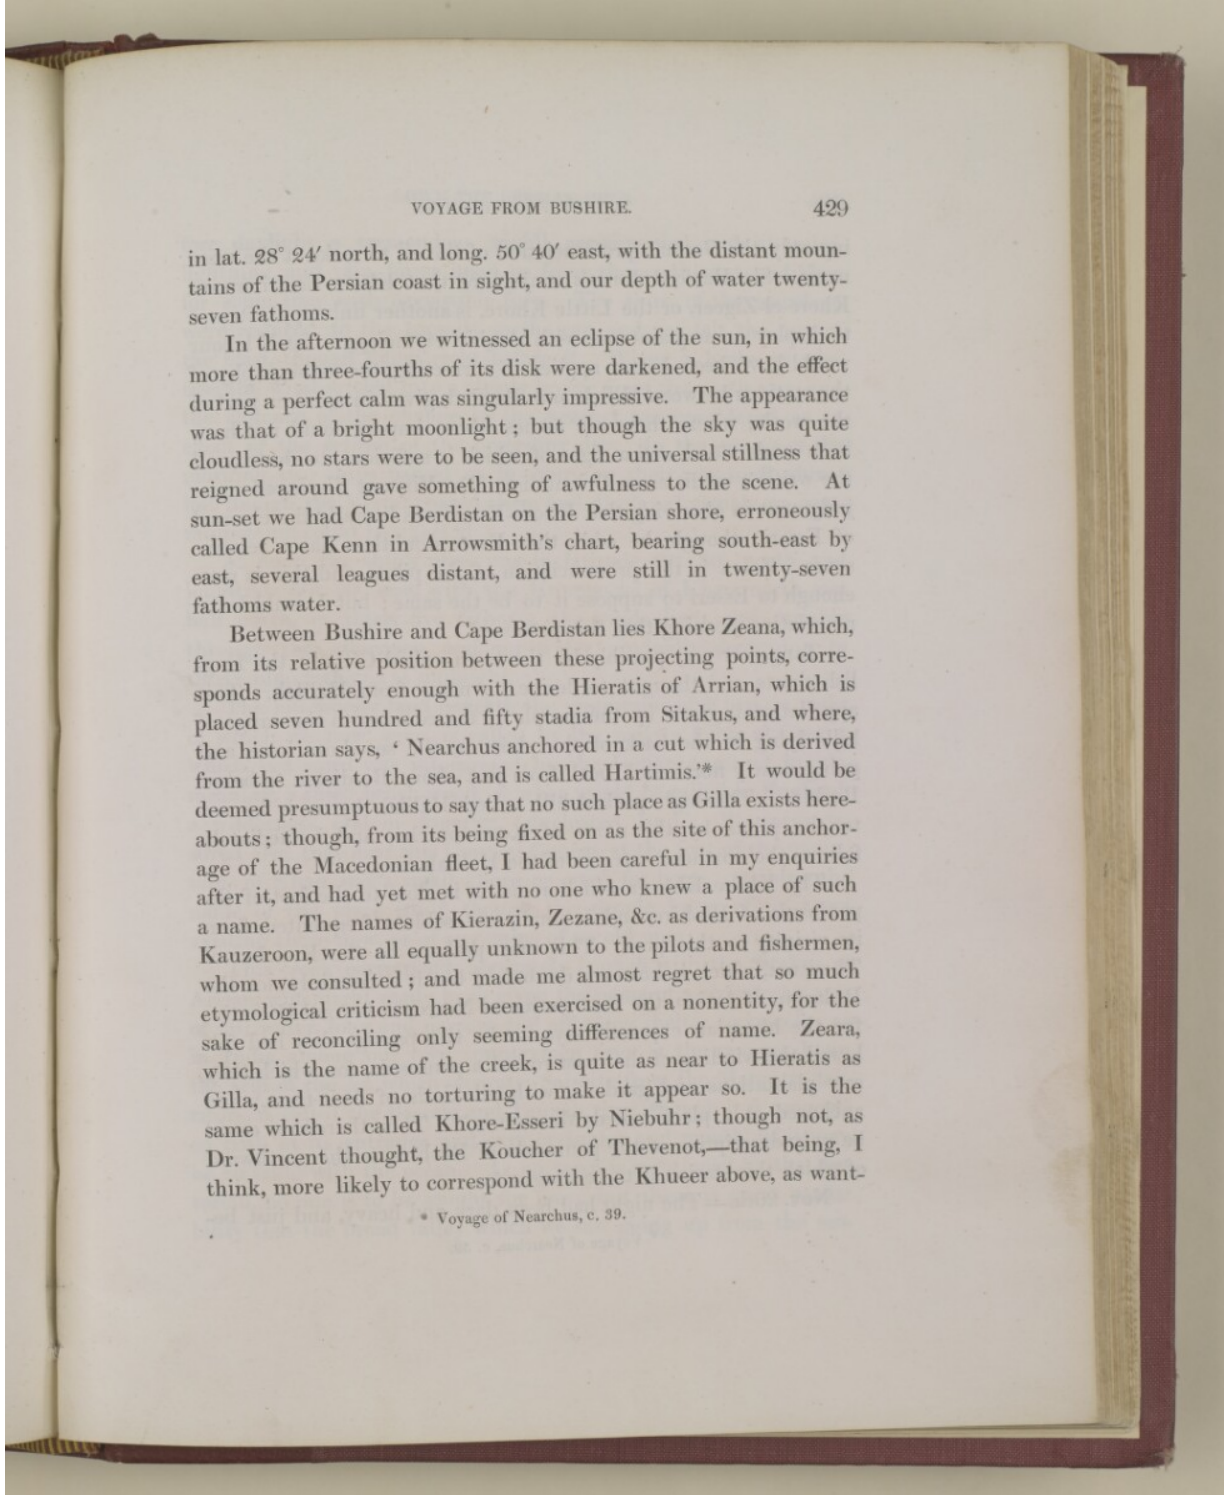 VOYAGE FROM BUSHIRE. 429
in lat. 28° 24′ north, and long. 50° 40′ east, with the distant moun-
tains of the Persian coast in sight, and our depth of water twenty-
seven fathoms.
In the afternoon we witnessed an eclipse of the sun, in which
more than three-fourths of its disk were darkened, and the effect
during a perfect calm was singularly impressive. The appearance
was that of a bright moonlight; but though the sky was quite
cloudless, no stars were to be seen, and the universal stillness that
reigned around gave something of awfulness to the scene. At
sun-set we had Cape Berdistan on the Persian shore, erroneously
called Cape Kenn in Arrowsmith's chart, bearing south-east by
east, several leagues distant, and were still in twenty-seven
fathoms water.
Between Bushire and Cape Berdistan lies Khore Zeana, which,
from its relative position between these projecting points, corre-
sponds accurately enough with the Hieratis of Arrian, which is
placed seven hundred and fifty stadia from Sitakus, and where,
the historian says, ‘ Nearchus anchored in a cut which is derived
from the river to the sea, and is called Hartimis.’* It would be
deemed presumptuous to say that no such place as Gilla exists here-
abouts; though, from its being fixed on as the site of this anchor-
age of the Macedonian fleet, I had been careful in my enquiries
after it, and had yet met with no one who knew a place of such
a name. The names of Kierazin, Zezane, &c. as derivations from
Kauzeroon, were all equally unknown to the pilots and fishermen,
whom we consulted; and made me almost regret that so much
etymological criticism had been exercised on a nonentity, for the
sake of reconciling only seeming differences of name. Zeara,
which is the name of the creek, is quite as near to Hieratis as
Gilla, and needs no torturing to make it appear so. It is the
same which is called Khore-Esseri by Niebuhr; though not, as
Dr. Vincent thought, the Koucher of Thevenot,—that being, I
think, more likely to correspond with the Khueer above, as want-
* Voyage of Nearchus, c. 39.